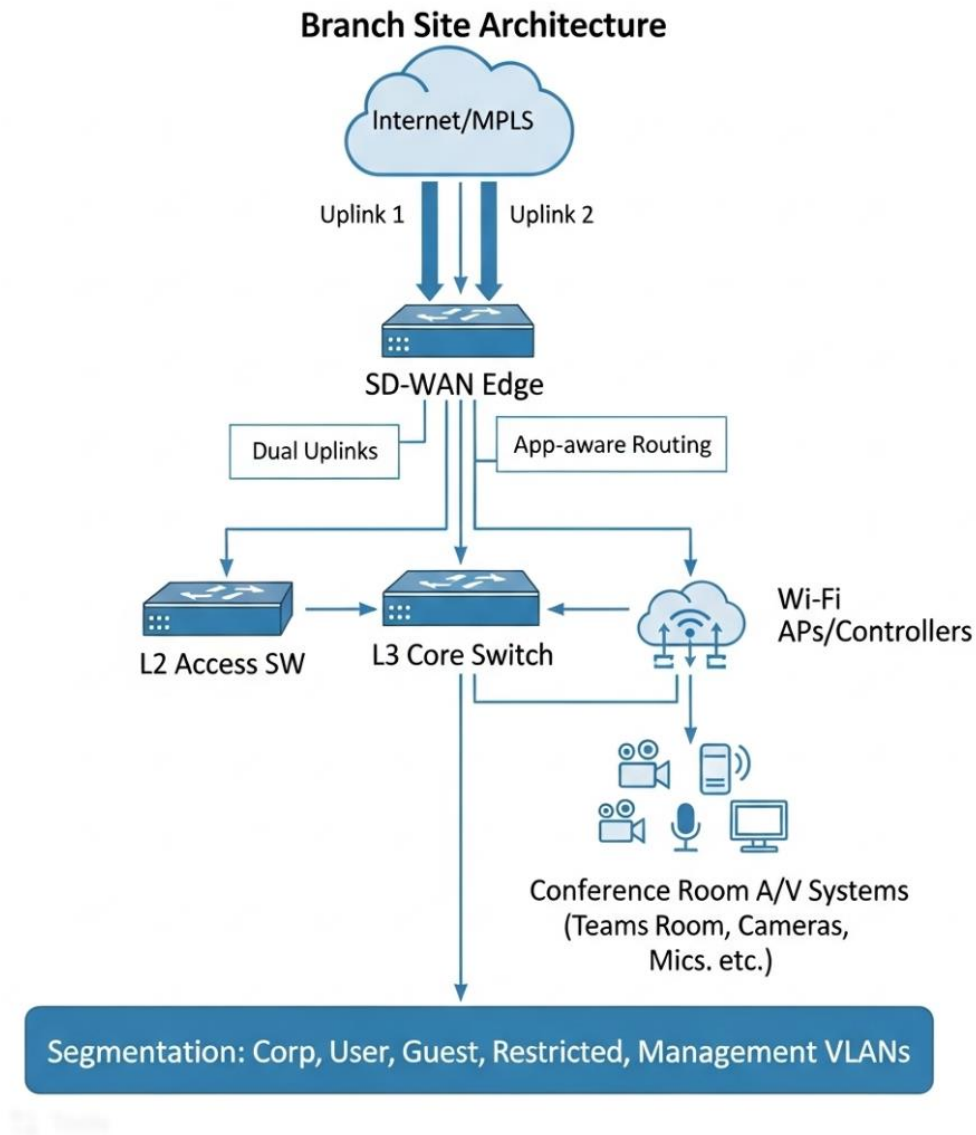 Branch Site Architecture
Internet/MPLS
Uplink 1
Uplink 2
SD-WAN Edge
Dual Uplinks
App-aware Routing
L2 Access SW
L3 Core Switch
Wi-Fi
APs/Controllers
Conference Room A/V Systems
(Teams Room, Cameras,
Mics. etc.)
Segmentation: Corp, User, Guest, Restricted, Management VLANs